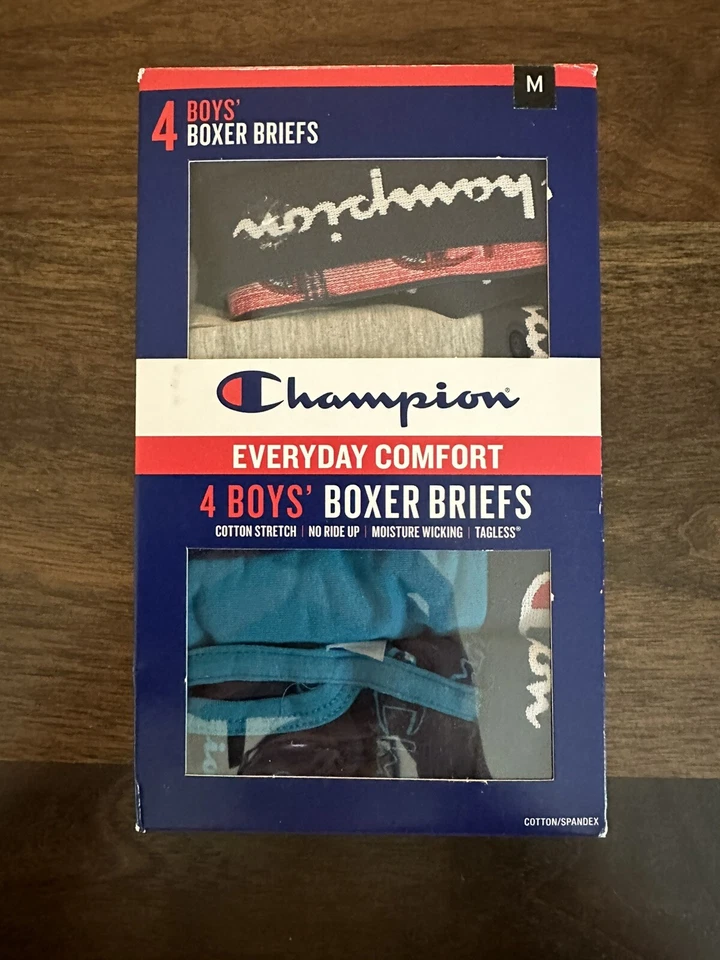 M
4 BOYS'
BOXER BRIEFS
Champion
Champion®
EVERYDAY COMFORT
4 BOYS' BOXER BRIEFS
COTTON STRETCH | NO RIDE UP | MOISTURE WICKING | TAGLESS®
COTTON/SPANDEX